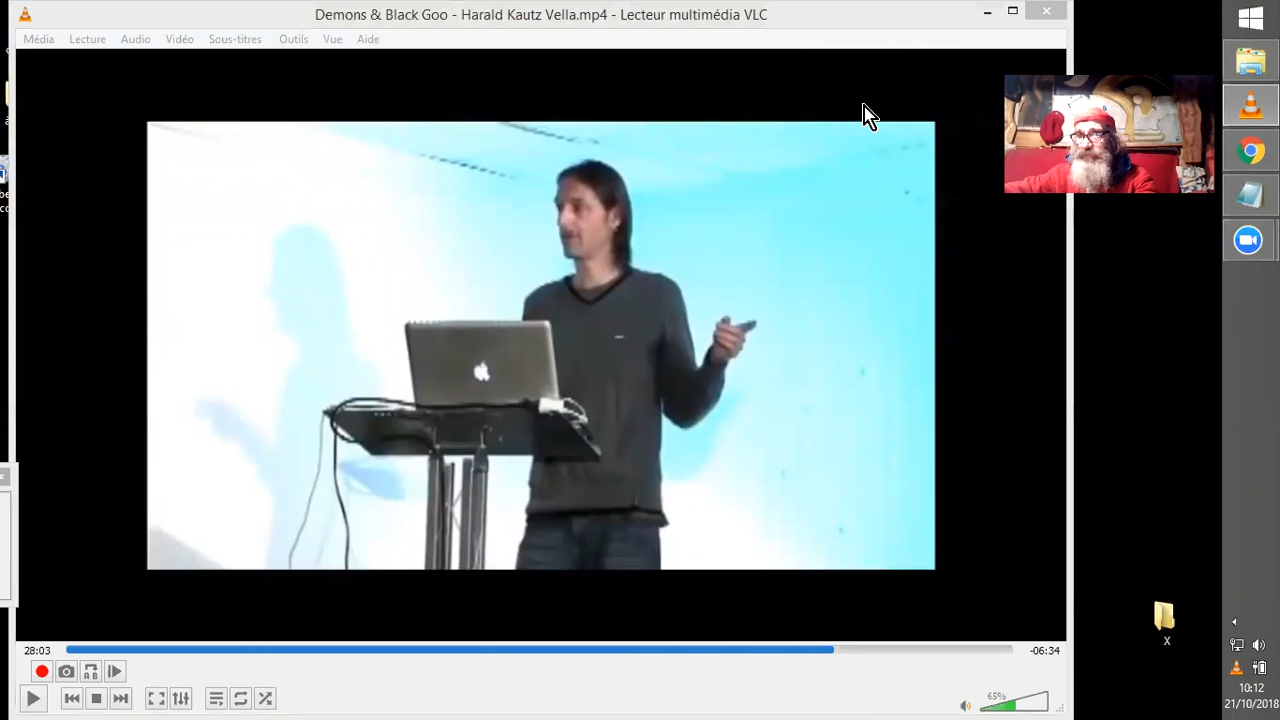 Demons & Black Goo - Harald Kautz Vella.mp4 - Lecteur multimédia VLC
Média Lecture Audio Vidéo Sous-titres Outils Vue Aide
28:03
-06:34
65%
X
10:12
21/10/2018